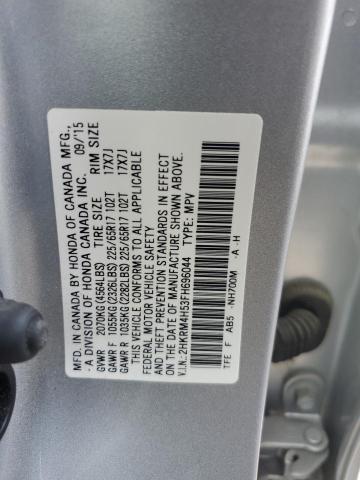 MFD. IN CANADA BY HONDA OF CANADA MFG.,
- A DIVISION OF HONDA CANADA INC. 09/15
TIRE SIZE RIM SIZE
GVWR 2070KG(4564LBS)
GAWR F 1055KG(2326LBS) 225/65R17 102T 17X7J
GAWR R 1035KG(2282LBS) 225/65R17 102T 17X7J
THIS VEHICLE CONFORMS TO ALL APPLICABLE
FEDERAL MOTOR VEHICLE SAFETY
AND THEFT PREVENTION STANDARDS IN EFFECT
ON THE DATE OF MANUFACTURE SHOWN ABOVE.
V.I.N.:2HKRM4H53FH696044 TYPE: MPV
TFE F AB5 -NH700M -A -H